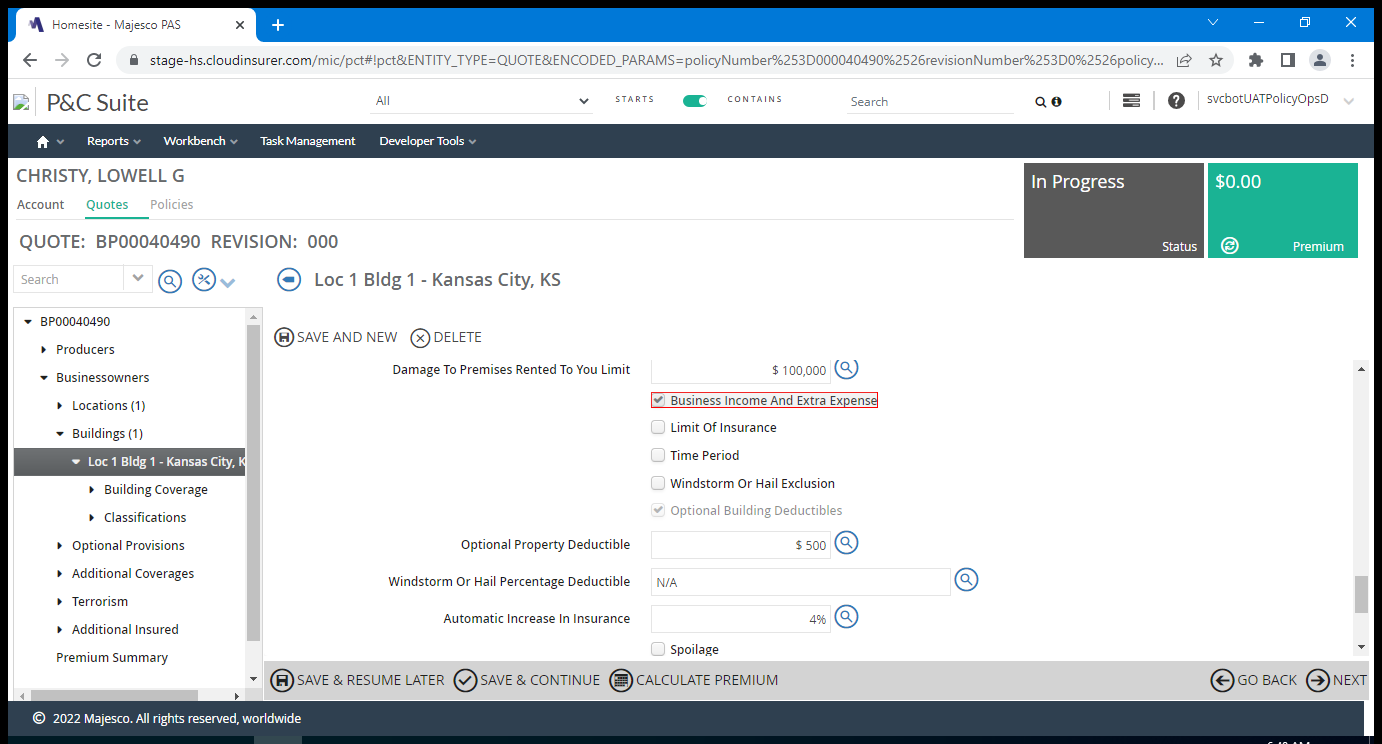 Homesite - Majesco PAS
stage-hs.cloudinsurer.com/mic/pct#!pct&ENTITY_TYPE=QUOTE&ENCODED_PARAMS=policyNumber%253D000040490%2526revisionNumber%253D0%2526policy...
P&C Suite
All
STARTS
CONTAINS
Search
svcbotUATPolicyOpsD
Reports
Workbench
Task Management
Developer Tools
CHRISTY, LOWELL G
Account
Quotes
Policies
In Progress
Status
$0.00
Premium
QUOTE: BP00040490 REVISION: 000
Search
Loc 1 Bldg 1 - Kansas City, KS
BP00040490
Producers
Businessowners
Locations (1)
Buildings (1)
Loc 1 Bldg 1 - Kansas City, K
Building Coverage
Classifications
Optional Provisions
Additional Coverages
Terrorism
Additional Insured
Premium Summary
SAVE AND NEW
DELETE
Damage To Premises Rented To You Limit
$ 100,000
Business Income And Extra Expense
Limit Of Insurance
Time Period
Windstorm Or Hail Exclusion
Optional Building Deductibles
Optional Property Deductible
$ 500
Windstorm Or Hail Percentage Deductible
N/A
Automatic Increase In Insurance
4%
Spoilage
SAVE & RESUME LATER
SAVE & CONTINUE
CALCULATE PREMIUM
GO BACK
NEXT
© 2022 Majesco. All rights reserved, worldwide